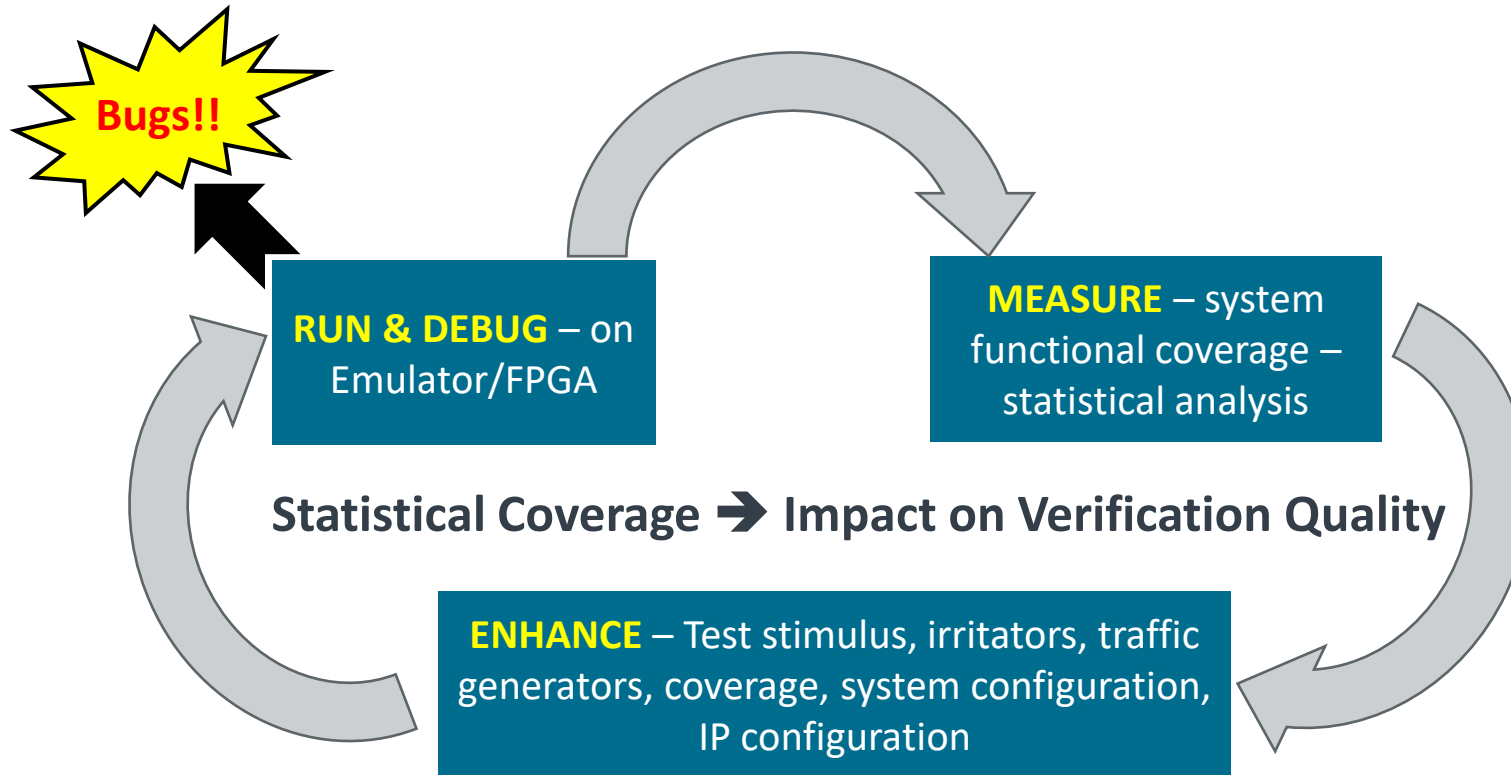 Bugs!!
RUN & DEBUG – on
Emulator/FPGA
MEASURE – system
functional coverage –
statistical analysis
Statistical Coverage ➔ Impact on Verification Quality
ENHANCE – Test stimulus, irritators, traffic
generators, coverage, system configuration,
IP configuration